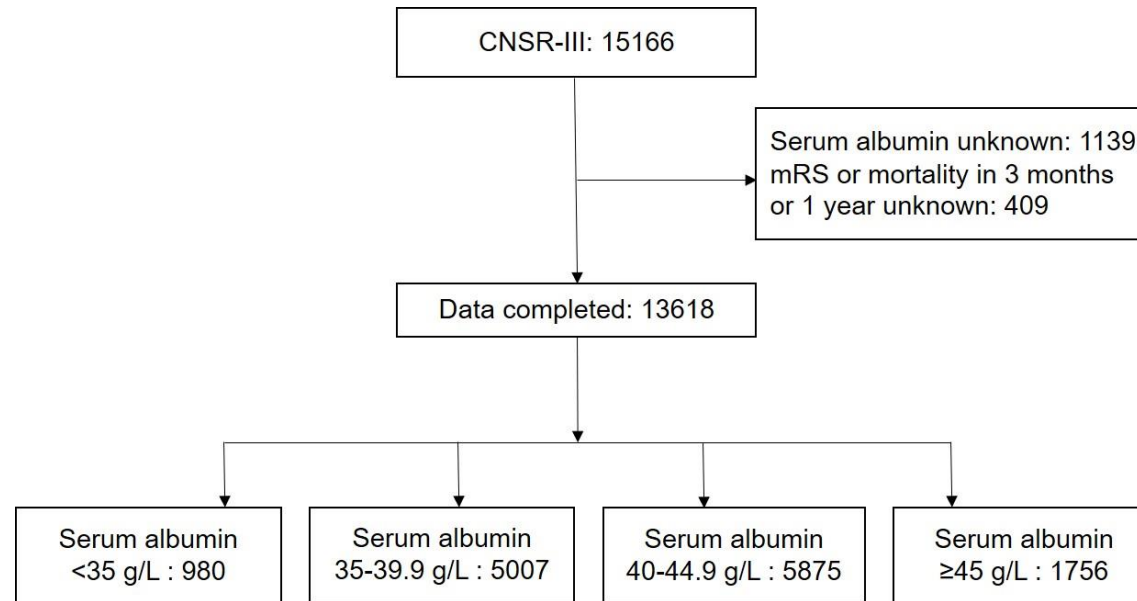 CNSR-III: 15166
Serum albumin unknown: 1139
mRS or mortality in 3 months
or 1 year unknown: 409
Data completed: 13618
Serum albumin
<35 g/L : 980
Serum albumin
35-39.9 g/L : 5007
Serum albumin
40-44.9 g/L : 5875
Serum albumin
≥45 g/L : 1756